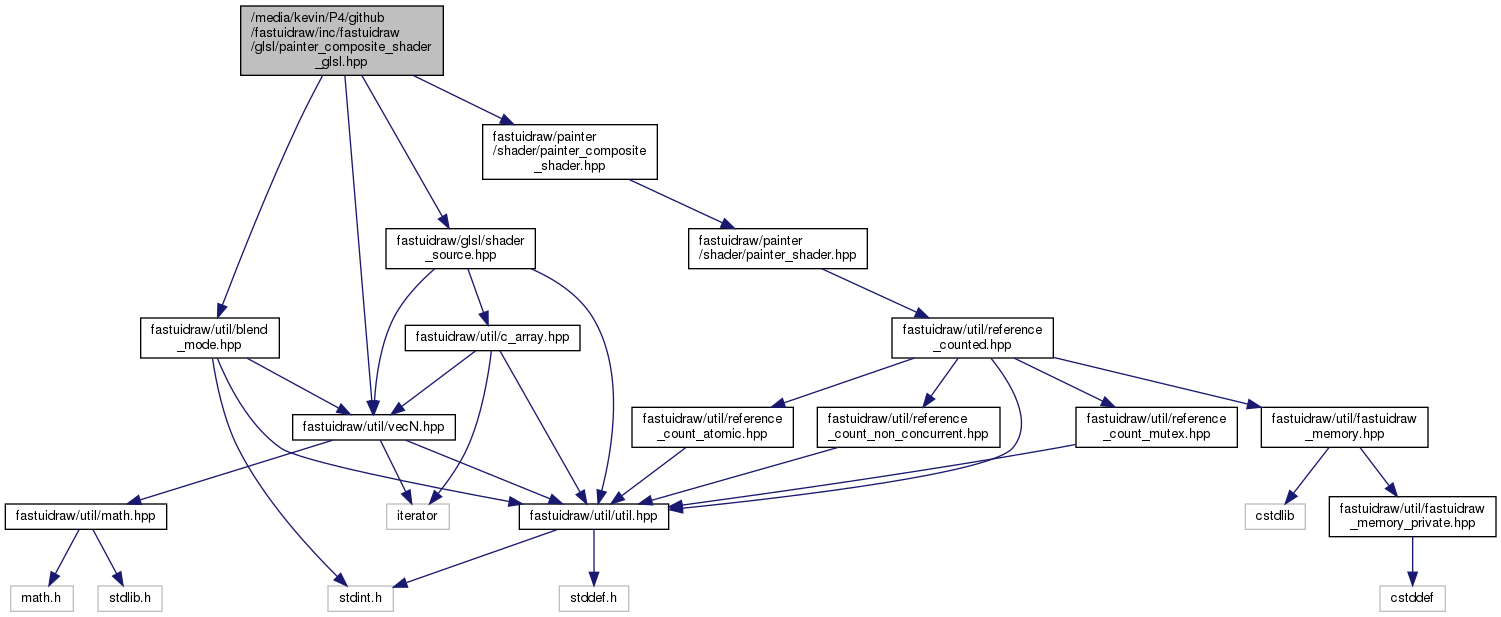 /media/kevin/P4/github
/fastuidraw/inc/fastuidraw
/glsl/painter_composite_shader
_glsl.hpp
fastuidraw/painter
/shader/painter_composite
_shader.hpp
fastuidraw/glsl/shader
_source.hpp
fastuidraw/painter
/shader/painter_shader.hpp
fastuidraw/util/blend
_mode.hpp
fastuidraw/util/c_array.hpp
fastuidraw/util/reference
_counted.hpp
fastuidraw/util/vecN.hpp
fastuidraw/util/reference
_count_atomic.hpp
fastuidraw/util/reference
_count_non_concurrent.hpp
fastuidraw/util/reference
_count_mutex.hpp
fastuidraw/util/fastuidraw
_memory.hpp
fastuidraw/util/math.hpp
iterator
fastuidraw/util/util.hpp
cstdlib
fastuidraw/util/fastuidraw
_memory_private.hpp
math.h
stdlib.h
stdint.h
stddef.h
cstddef